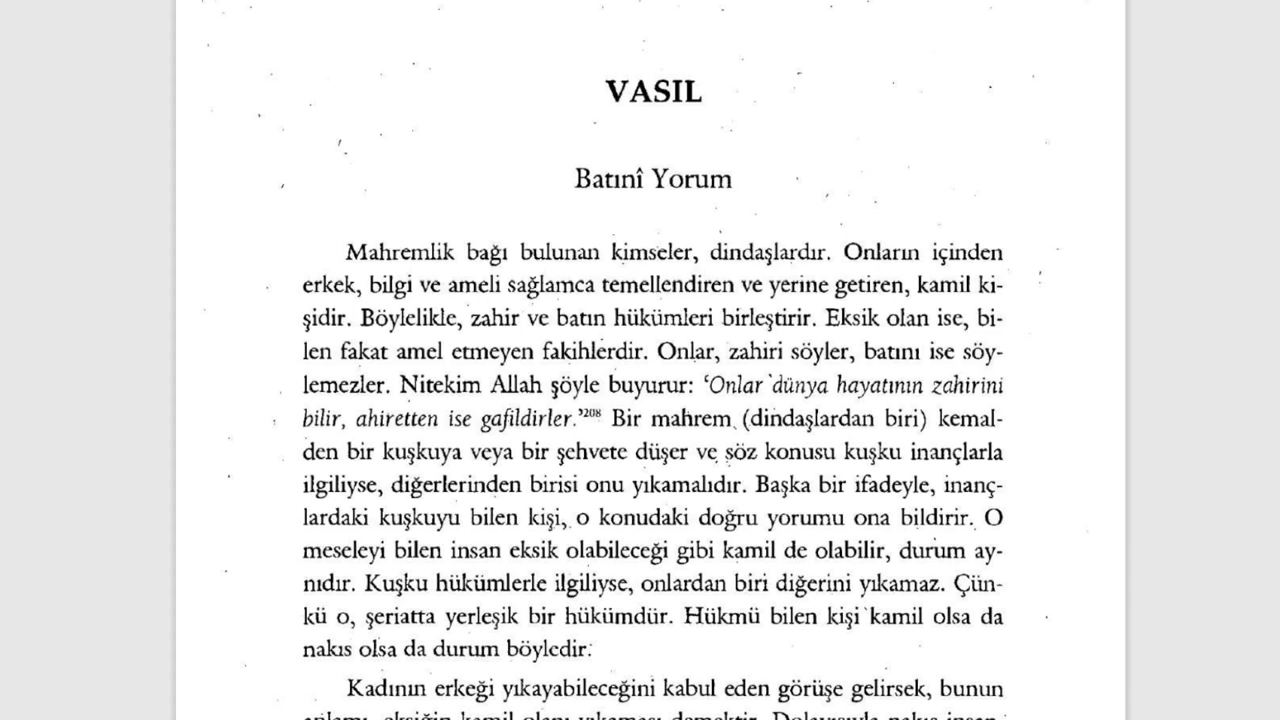 VASIL
Batınî Yorum
Mahremlik bağı bulunan kimseler, dindaşlardır. Onların içinden
erkek, bilgi ve ameli sağlamca temellendiren ve yerine getiren, kamil ki-
şidir. Böylelikle, zahir ve batın hükümleri birleştirir. Eksik olan ise, bi-
len fakat amel etmeyen fakihlerdir. Onlar, zahiri söyler, batını ise söy-
lemezler. Nitekim Allah şöyle buyurur: ‘Onlar dünya hayatının zahirini
bilir, ahiretten ise gafildirler.’²⁰⁸ Bir mahrem (dindaşlardan biri) kemal-
den bir kuşkuya veya bir şehvete düşer ve söz konusu kuşku inançlarla
ilgiliyse, diğerlerinden birisi onu yıkamalıdır. Başka bir ifadeyle, inanç-
lardaki kuşkuyu bilen kişi, o konudaki doğru yorumu ona bildirir. O
meseleyi bilen insan eksik olabileceği gibi kamil de olabilir, durum ay-
nıdır. Kuşku hükümlerle ilgiliyse, onlardan biri diğerini yıkamaz. Çün-
kü o, şeriatta yerleşik bir hükümdür. Hükmü bilen kişi kamil olsa da
nakıs olsa da durum böyledir.
Kadının erkeği yıkayabileceğini kabul eden görüşe gelirsek, bunun